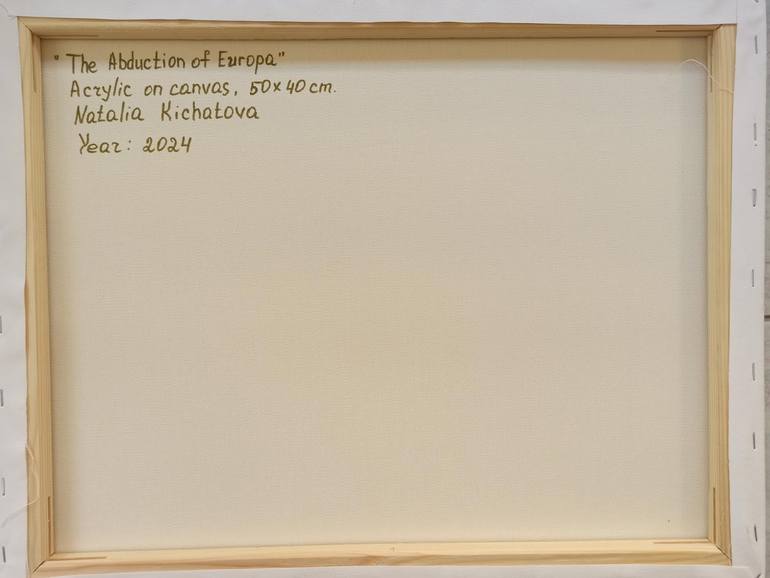 "The Abduction of Europa"
Acrylic on canvas, 50x40 cm.
Natalia Kichatova
Year: 2024